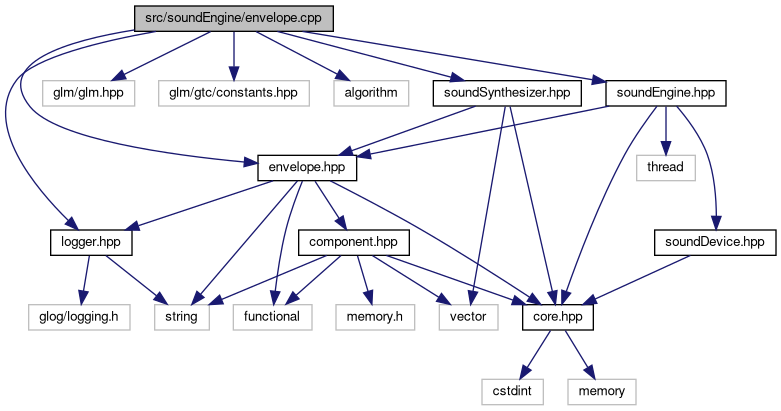 src/soundEngine/envelope.cpp
glm/glm.hpp
glm/gtc/constants.hpp
algorithm
soundSynthesizer.hpp
soundEngine.hpp
envelope.hpp
thread
logger.hpp
component.hpp
soundDevice.hpp
glog/logging.h
string
functional
memory.h
vector
core.hpp
cstdint
memory